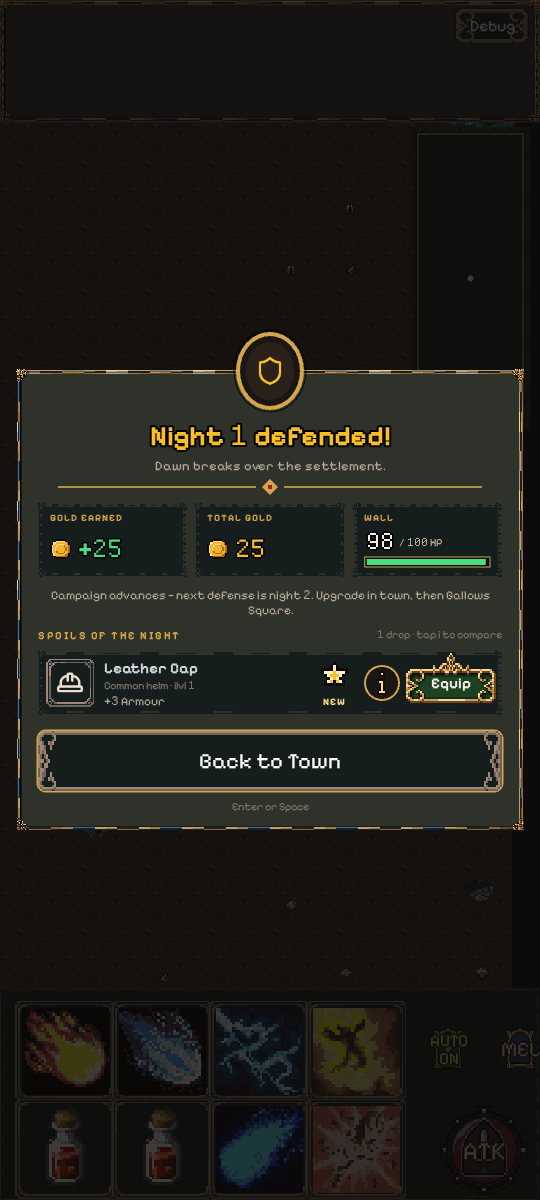 Debug
Night 1 defended!
Dawn breaks over the settlement.
GOLD EARNED
+25
TOTAL GOLD
25
WALL
98 / 100 HP
Campaign advances - next defense is night 2. Upgrade in town, then Gallows
Square.
SPOILS OF THE NIGHT
1 drop · tap i to compare
Leather Cap
Common helm · ilvl 1
+3 Armour
NEW
i
Equip
Back to Town
Enter or Space
AUTO
ON
MEL
ATK